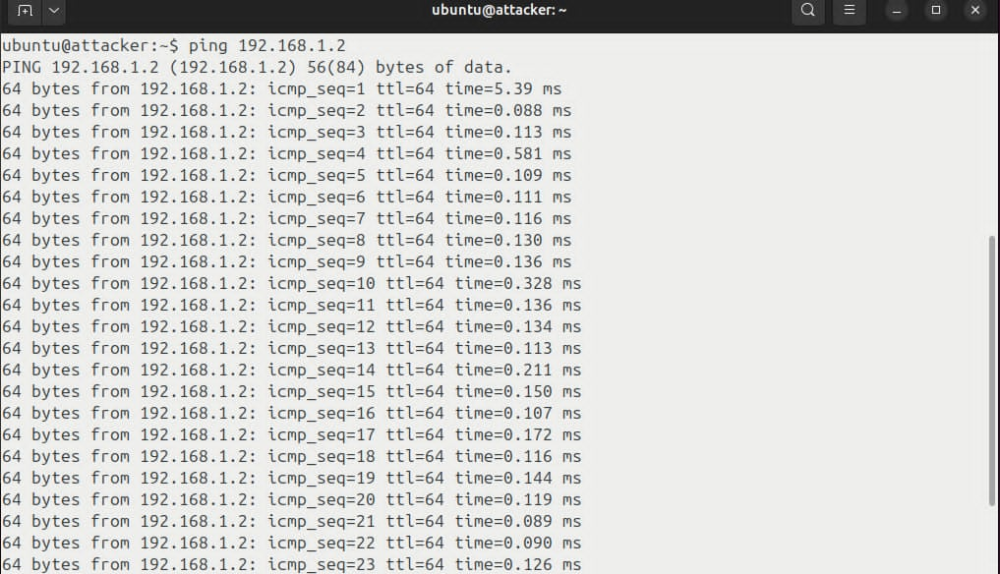 ubuntu@attacker: ~
ubuntu@attacker:~$ ping 192.168.1.2
PING 192.168.1.2 (192.168.1.2) 56(84) bytes of data.
64 bytes from 192.168.1.2: icmp_seq=1 ttl=64 time=5.39 ms
64 bytes from 192.168.1.2: icmp_seq=2 ttl=64 time=0.088 ms
64 bytes from 192.168.1.2: icmp_seq=3 ttl=64 time=0.113 ms
64 bytes from 192.168.1.2: icmp_seq=4 ttl=64 time=0.581 ms
64 bytes from 192.168.1.2: icmp_seq=5 ttl=64 time=0.109 ms
64 bytes from 192.168.1.2: icmp_seq=6 ttl=64 time=0.111 ms
64 bytes from 192.168.1.2: icmp_seq=7 ttl=64 time=0.116 ms
64 bytes from 192.168.1.2: icmp_seq=8 ttl=64 time=0.130 ms
64 bytes from 192.168.1.2: icmp_seq=9 ttl=64 time=0.136 ms
64 bytes from 192.168.1.2: icmp_seq=10 ttl=64 time=0.328 ms
64 bytes from 192.168.1.2: icmp_seq=11 ttl=64 time=0.136 ms
64 bytes from 192.168.1.2: icmp_seq=12 ttl=64 time=0.134 ms
64 bytes from 192.168.1.2: icmp_seq=13 ttl=64 time=0.113 ms
64 bytes from 192.168.1.2: icmp_seq=14 ttl=64 time=0.211 ms
64 bytes from 192.168.1.2: icmp_seq=15 ttl=64 time=0.150 ms
64 bytes from 192.168.1.2: icmp_seq=16 ttl=64 time=0.107 ms
64 bytes from 192.168.1.2: icmp_seq=17 ttl=64 time=0.172 ms
64 bytes from 192.168.1.2: icmp_seq=18 ttl=64 time=0.116 ms
64 bytes from 192.168.1.2: icmp_seq=19 ttl=64 time=0.144 ms
64 bytes from 192.168.1.2: icmp_seq=20 ttl=64 time=0.119 ms
64 bytes from 192.168.1.2: icmp_seq=21 ttl=64 time=0.089 ms
64 bytes from 192.168.1.2: icmp_seq=22 ttl=64 time=0.090 ms
64 bytes from 192.168.1.2: icmp_seq=23 ttl=64 time=0.126 ms